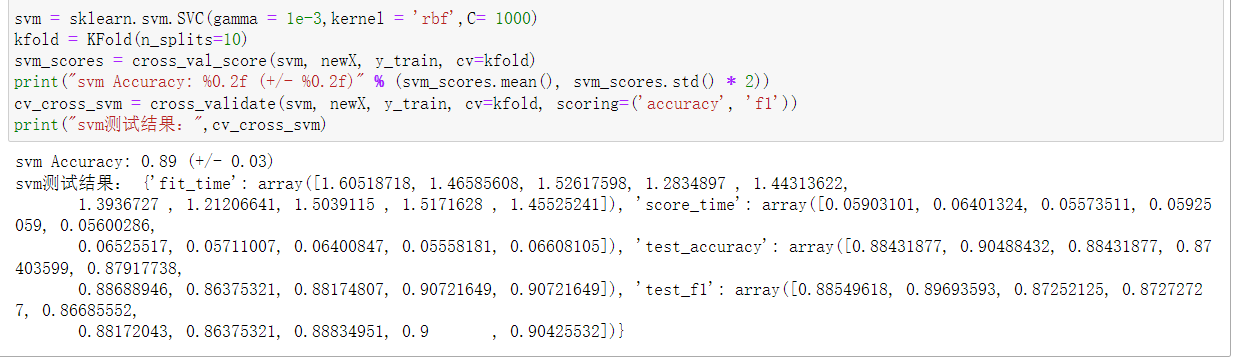 svm = sklearn.svm.SVC(gamma = 1e-3,kernel = 'rbf',C= 1000)
kfold = KFold(n_splits=10)
svm_scores = cross_val_score(svm, newX, y_train, cv=kfold)
print("svm Accuracy: %0.2f (+/- %0.2f)" % (svm_scores.mean(), svm_scores.std() * 2))
cv_cross_svm = cross_validate(svm, newX, y_train, cv=kfold, scoring=('accuracy', 'f1'))
print("svm测试结果：",cv_cross_svm)
svm Accuracy: 0.89 (+/- 0.03)
svm测试结果： {'fit_time': array([1.60518718, 1.46585608, 1.52617598, 1.2834897 , 1.44313622,
1.3936727 , 1.21206641, 1.5039115 , 1.5171628 , 1.45525241]), 'score_time': array([0.05903101, 0.06401324, 0.05573511, 0.05925
059, 0.05600286,
0.06525517, 0.05711007, 0.06400847, 0.05558181, 0.06608105]), 'test_accuracy': array([0.88431877, 0.90488432, 0.88431877, 0.87
403599, 0.87917738,
0.88688946, 0.86375321, 0.88174807, 0.90721649, 0.90721649]), 'test_f1': array([0.88549618, 0.89693593, 0.87252125, 0.8727272
7, 0.86685552,
0.88172043, 0.86375321, 0.88834951, 0.9       , 0.90425532])}